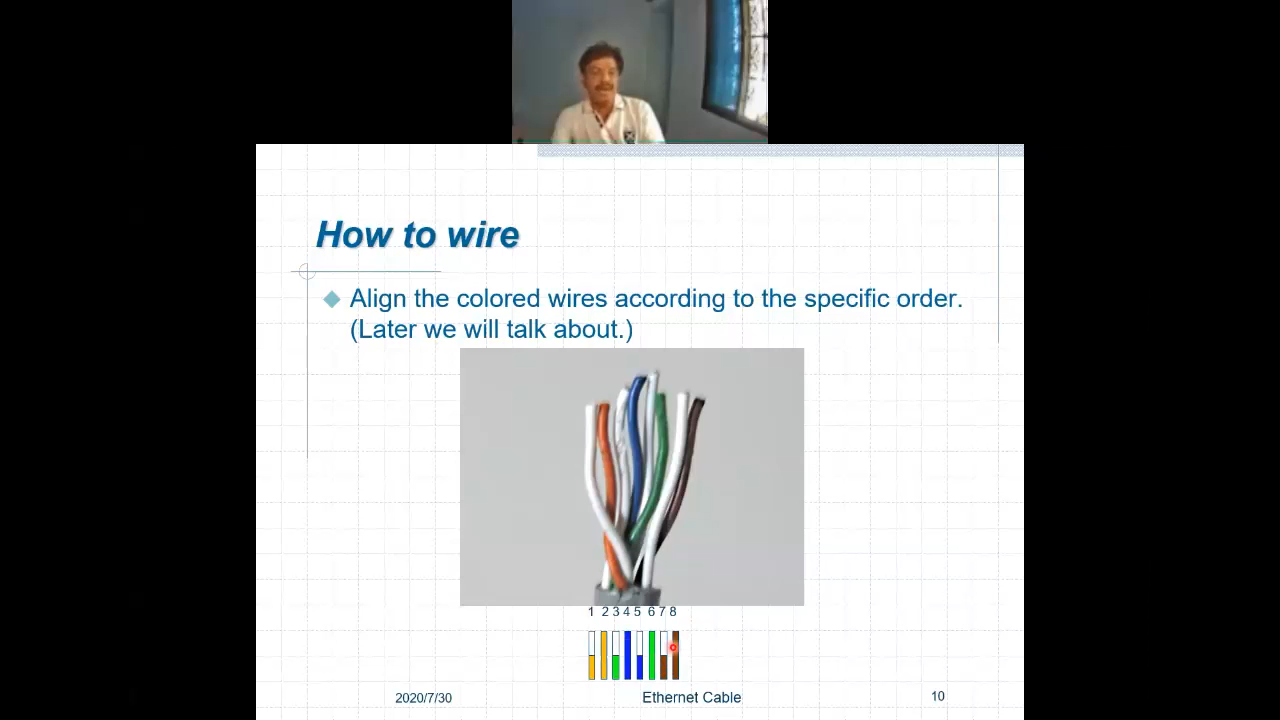 How to wire
Align the colored wires according to the specific order.
(Later we will talk about.)
1 2 3 4 5 6 7 8
2020/7/30 Ethernet Cable 10